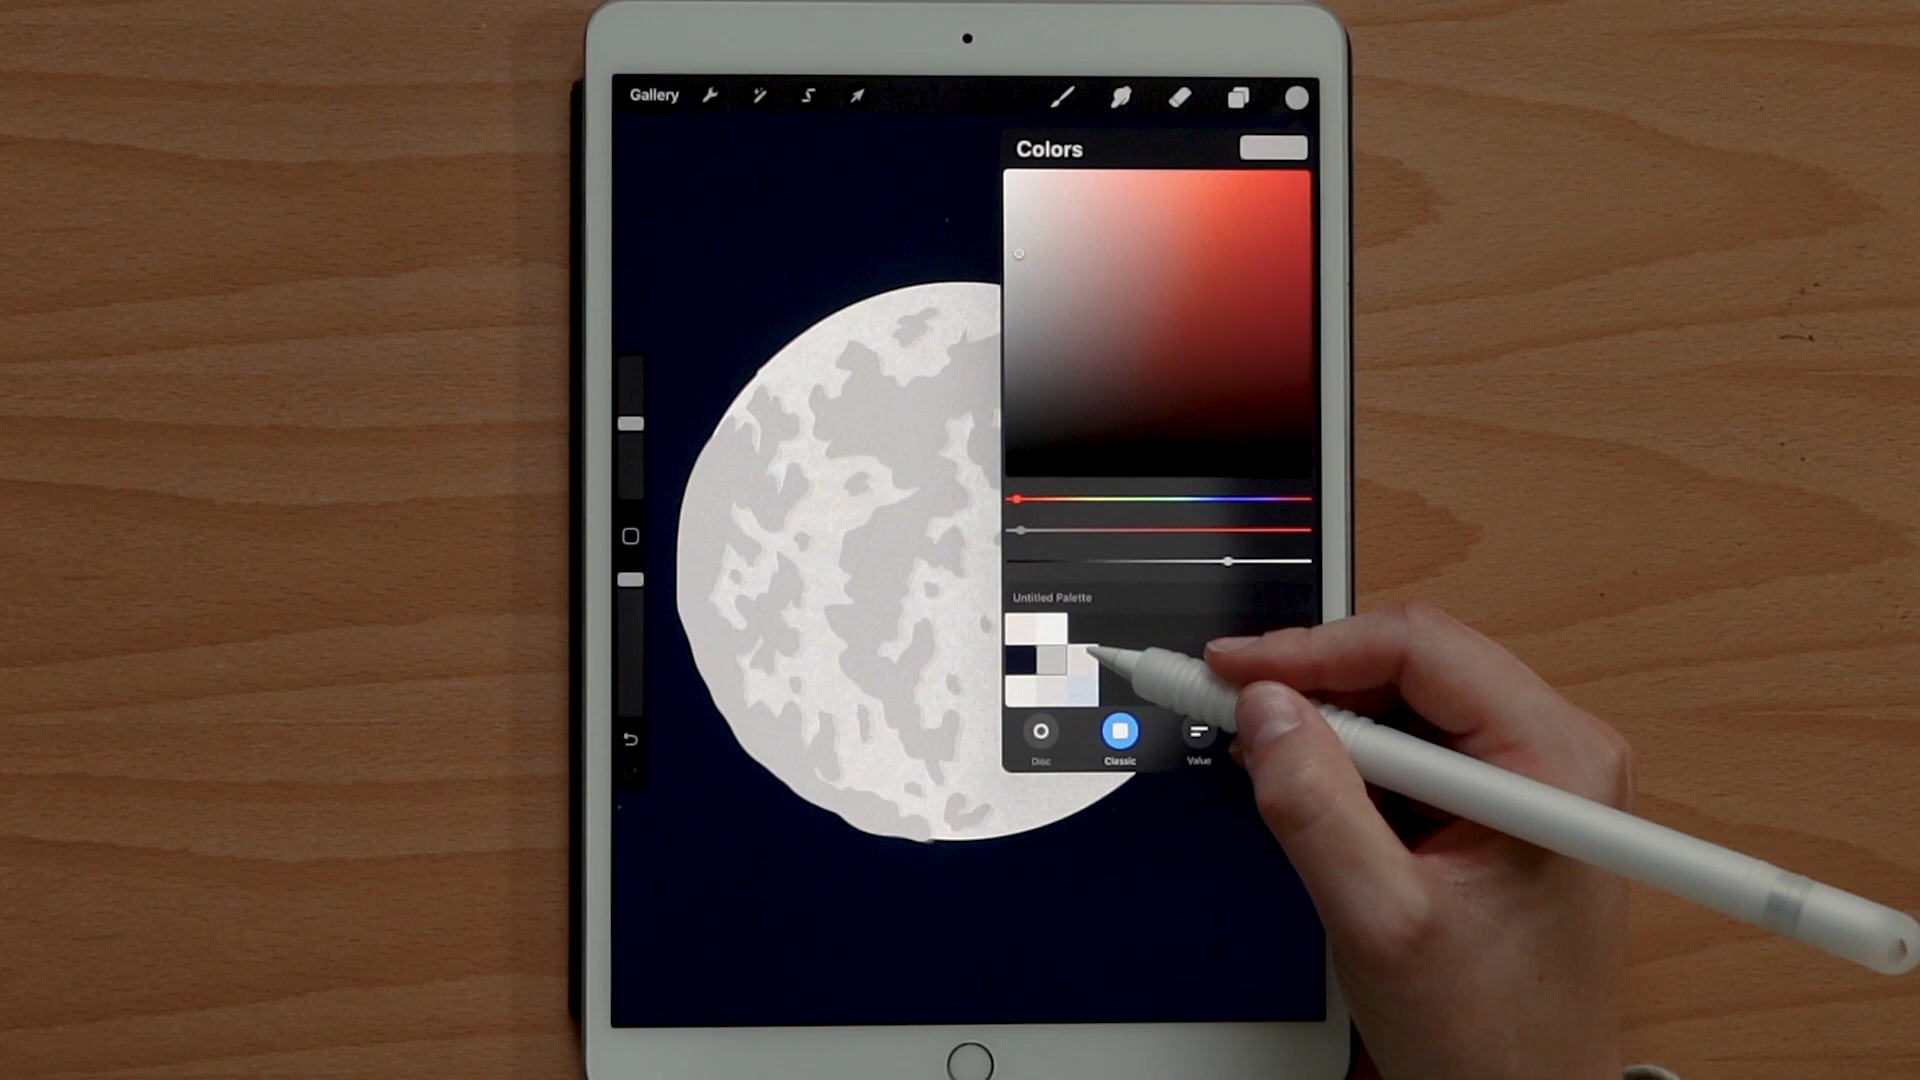 Gallery
Colors
Untitled Palette
Disc
Classic
Value